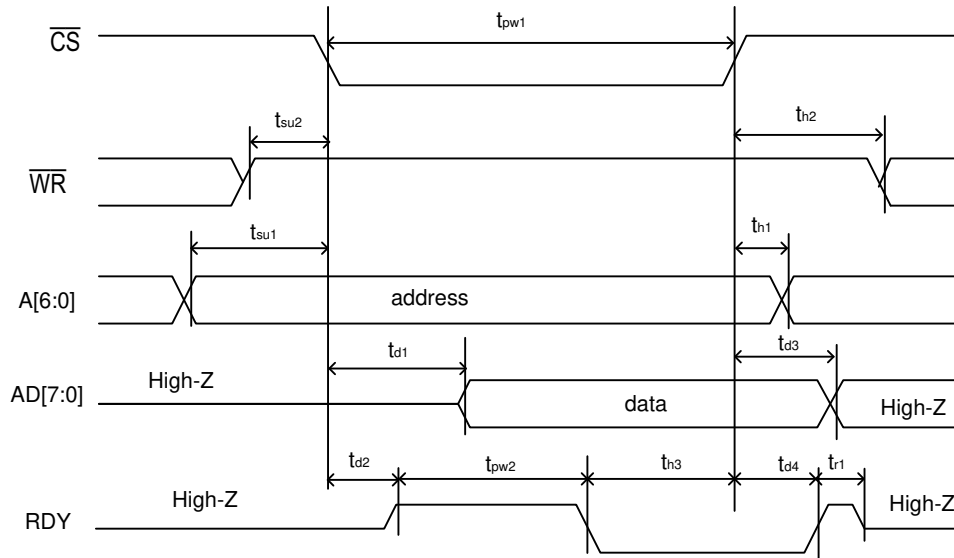 CS
tpw1
tsu2
th2
WR
tsu1
th1
A[6:0]
address
td1
td3
High-Z
AD[7:0]
data
High-Z
td2
tpw2
th3
td4
tr1
High-Z
High-Z
RDY